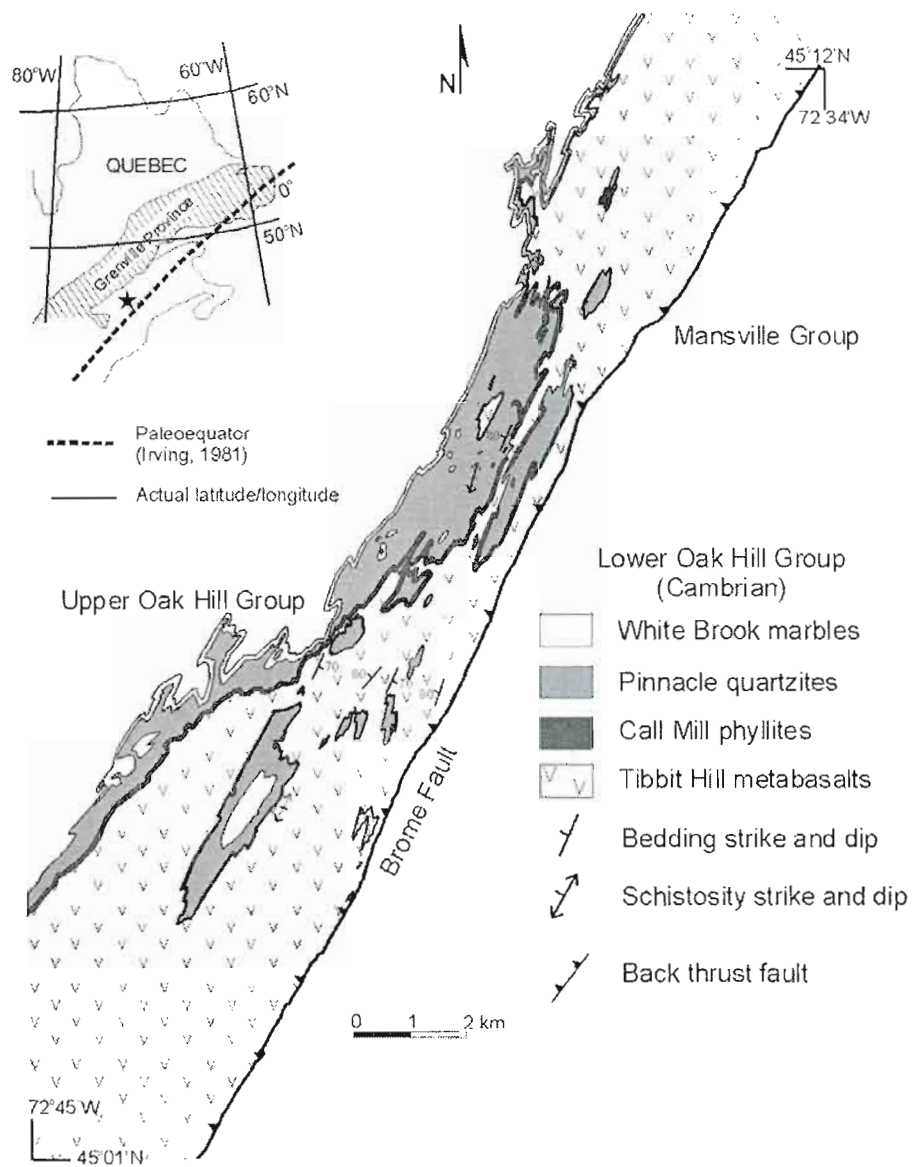 80°W
60°W
60°N
QUEBEC
0°
Grenville Province
50°N
N
45°12'N
72°34'W
Mansville Group
Paleoequator
(Irving, 1981)
Actual latitude/longitude
Upper Oak Hill Group
Lower Oak Hill Group
(Cambrian)
White Brook marbles
Pinnacle quartzites
Call Mill phyllites
Tibbit Hill metabasalts
Bedding strike and dip
Schistosity strike and dip
Back thrust fault
Brome Fault
70
0 1 2 km
72°45'W
45°01'N